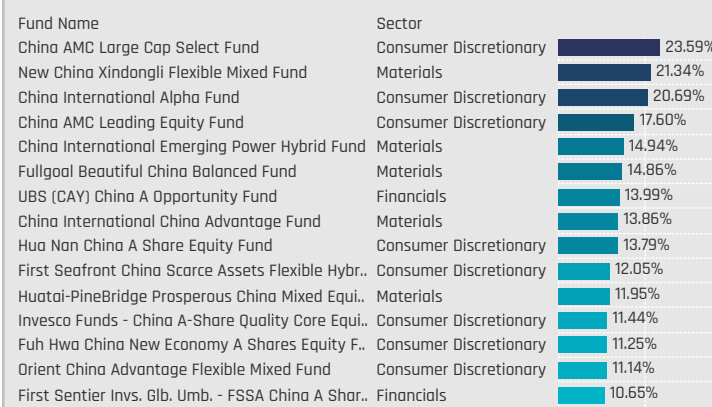 Fund Name Sector
China AMC Large Cap Select Fund Consumer Discretionary 23.59%
New China Xindongli Flexible Mixed Fund Materials 21.34%
China International Alpha Fund Consumer Discretionary 20.69%
China AMC Leading Equity Fund Consumer Discretionary 17.60%
China International Emerging Power Hybrid Fund Materials 14.94%
Fullgoal Beautiful China Balanced Fund Materials 14.86%
UBS (CAY) China A Opportunity Fund Financials 13.99%
China International China Advantage Fund Materials 13.86%
Hua Nan China A Share Equity Fund Consumer Discretionary 13.79%
First Seafront China Scarce Assets Flexible Hybr.. Consumer Discretionary 12.05%
Huatai-PineBridge Prosperous China Mixed Equi.. Materials 11.95%
Invesco Funds - China A-Share Quality Core Equi.. Consumer Discretionary 11.44%
Fuh Hwa China New Economy A Shares Equity F.. Consumer Discretionary 11.25%
Orient China Advantage Flexible Mixed Fund Consumer Discretionary 11.14%
First Sentier Invs. Glb. Umb. - FSSA China A Shar.. Financials 10.65%